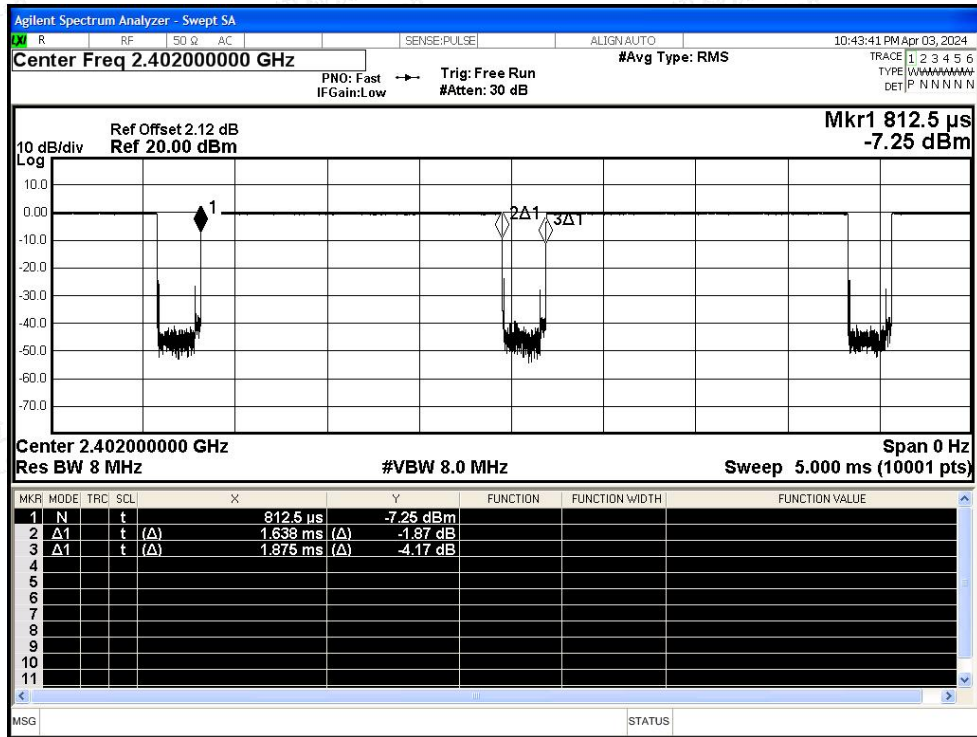 Agilent Spectrum Analyzer - Swept SA
LXI R RF 50 Ω AC SENSE:PULSE ALIGN AUTO 10:43:41 PM Apr 03, 2024
Center Freq 2.402000000 GHz
#Avg Type: RMS
TRACE 1 2 3 4 5 6
PNO: Fast Trig: Free Run
TYPE
IFGain:Low #Atten: 30 dB
DET P N N N N N
Mkr1 812.5 µs
-7.25 dBm
Ref Offset 2.12 dB
10 dB/div Ref 20.00 dBm
Log
10.0
0.00
-10.0
-20.0
-30.0
-40.0
-50.0
-60.0
-70.0
1
2Δ1
3Δ1
Center 2.402000000 GHz Span 0 Hz
Res BW 8 MHz #VBW 8.0 MHz Sweep 5.000 ms (10001 pts)
MKR MODE TRC SCL X Y FUNCTION FUNCTION WIDTH FUNCTION VALUE
1 N t 812.5 µs -7.25 dBm
2 Δ1 t (Δ) 1.638 ms (Δ) -1.87 dB
3 Δ1 t (Δ) 1.875 ms (Δ) -4.17 dB
4
5
6
7
8
9
10
11
MSG STATUS